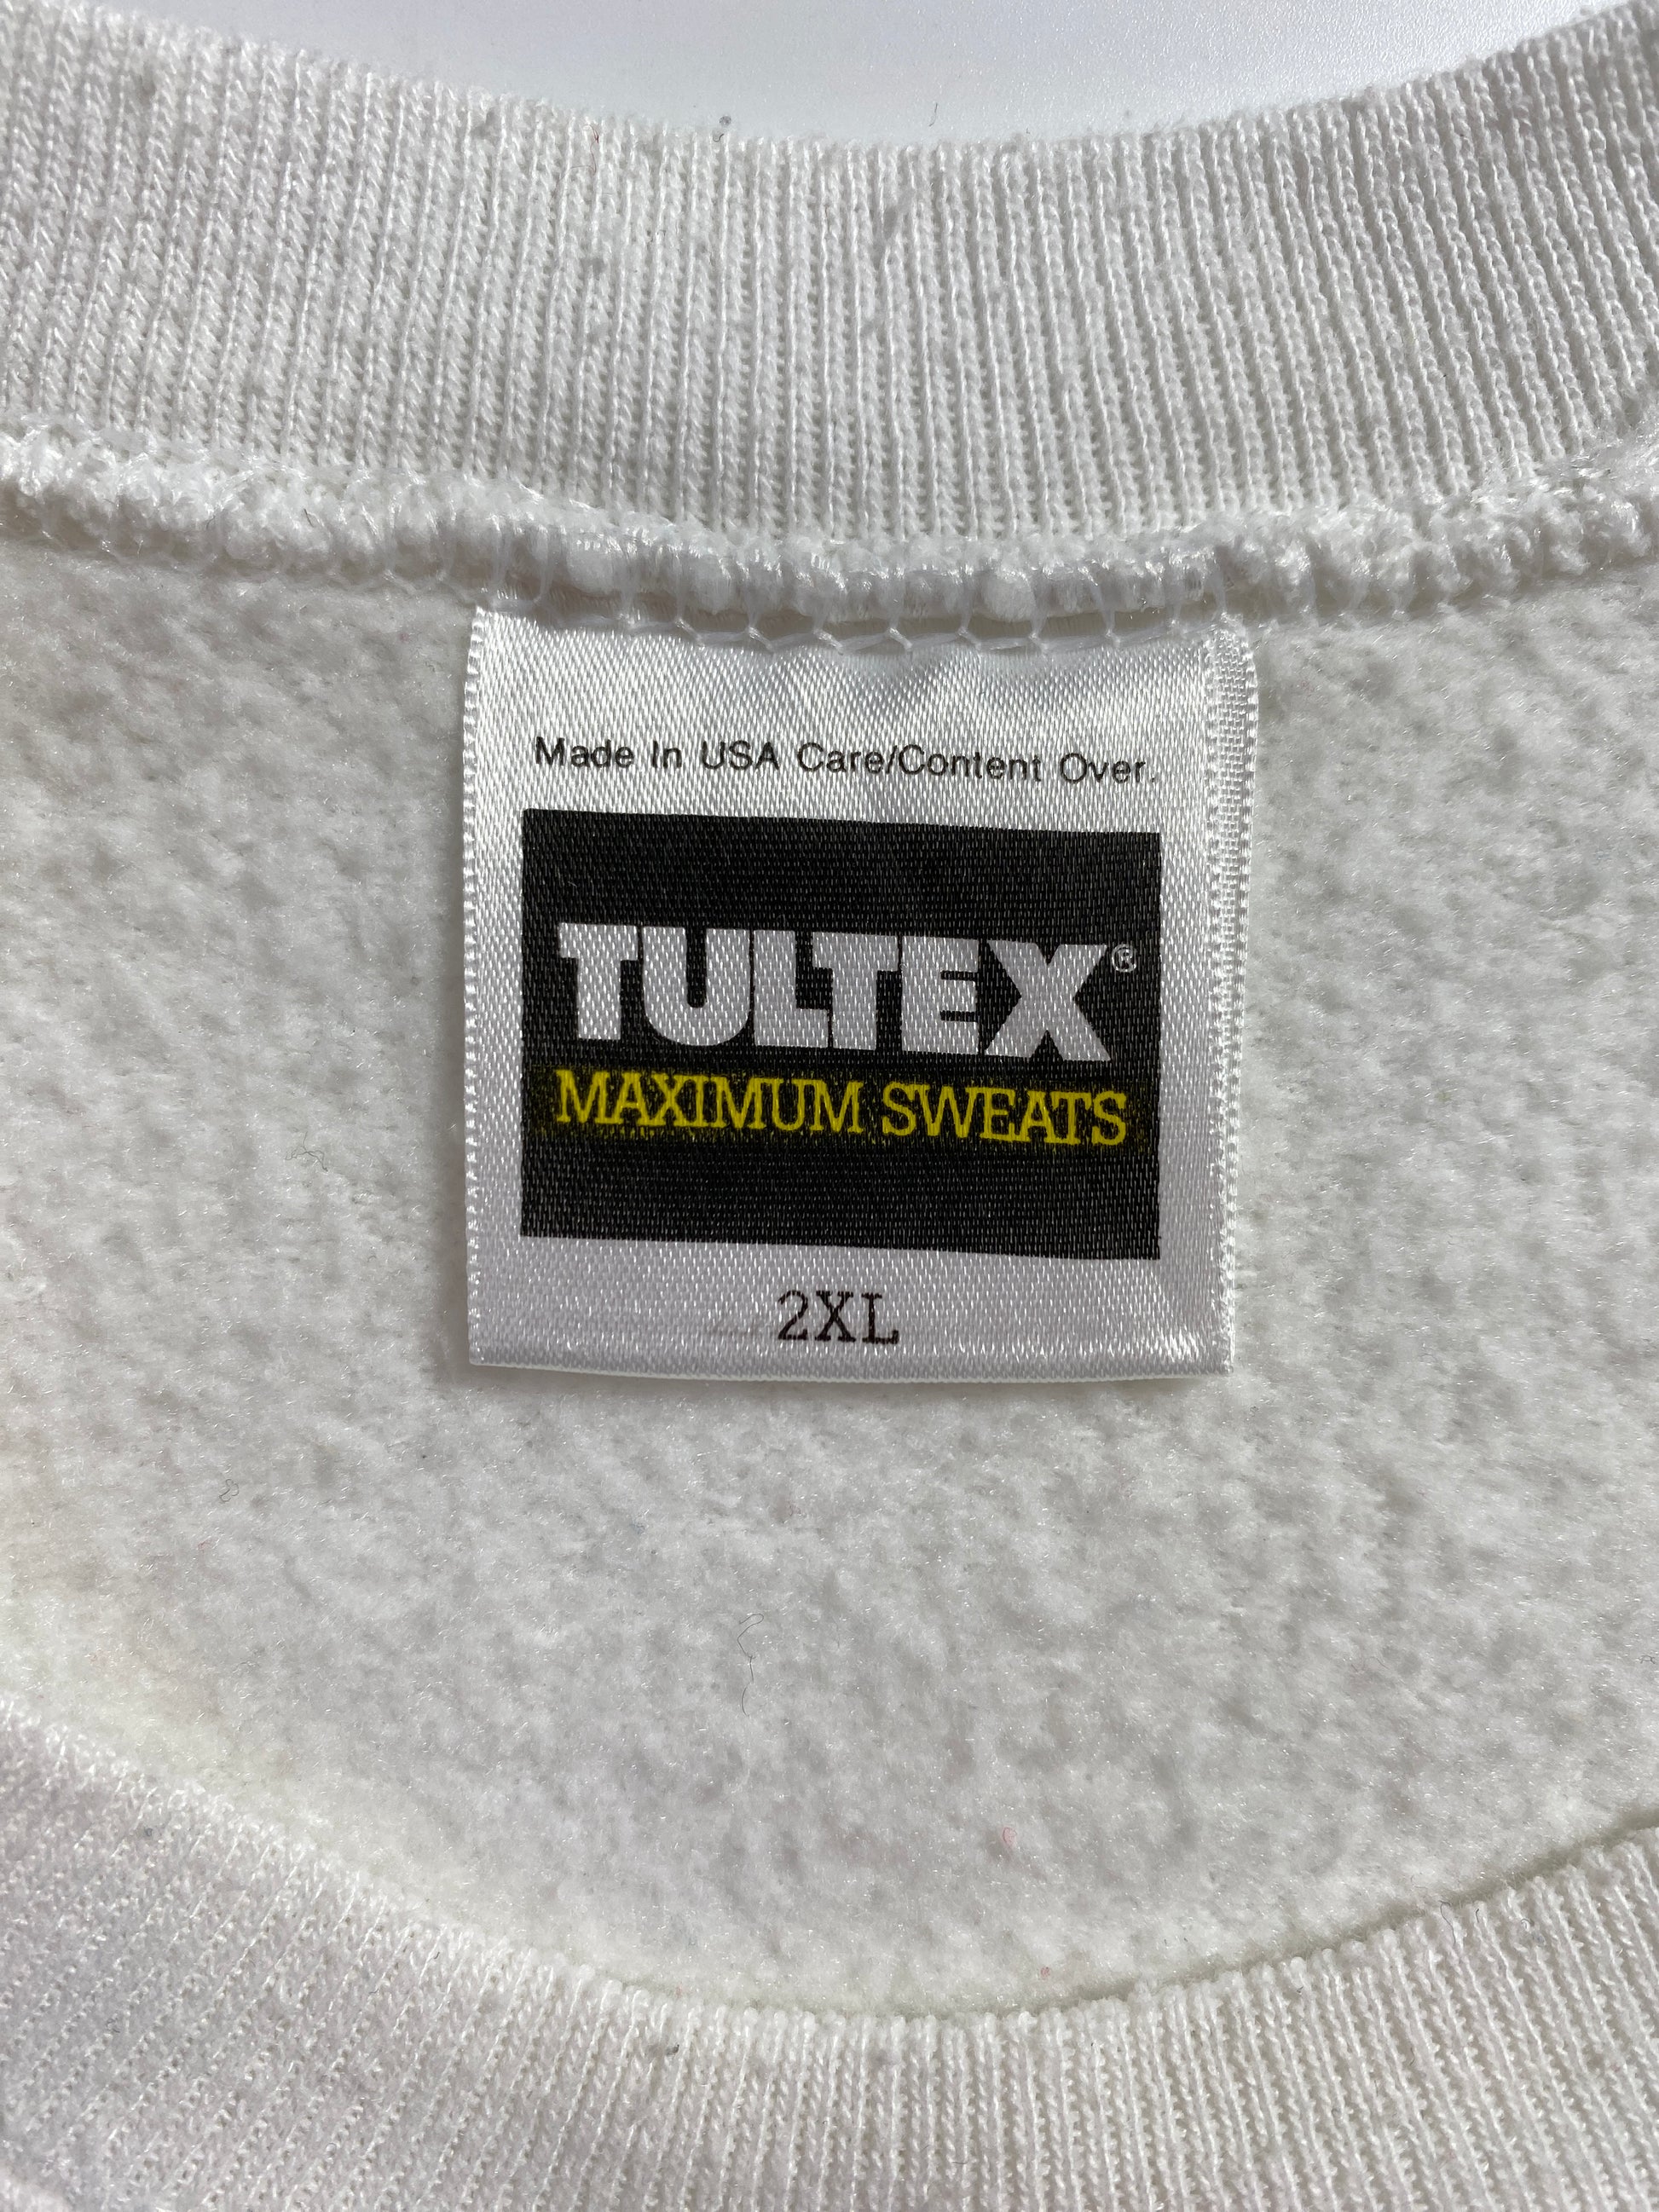 Made In USA Care/Content Over.
TULTEX®
MAXIMUM SWEATS
2XL